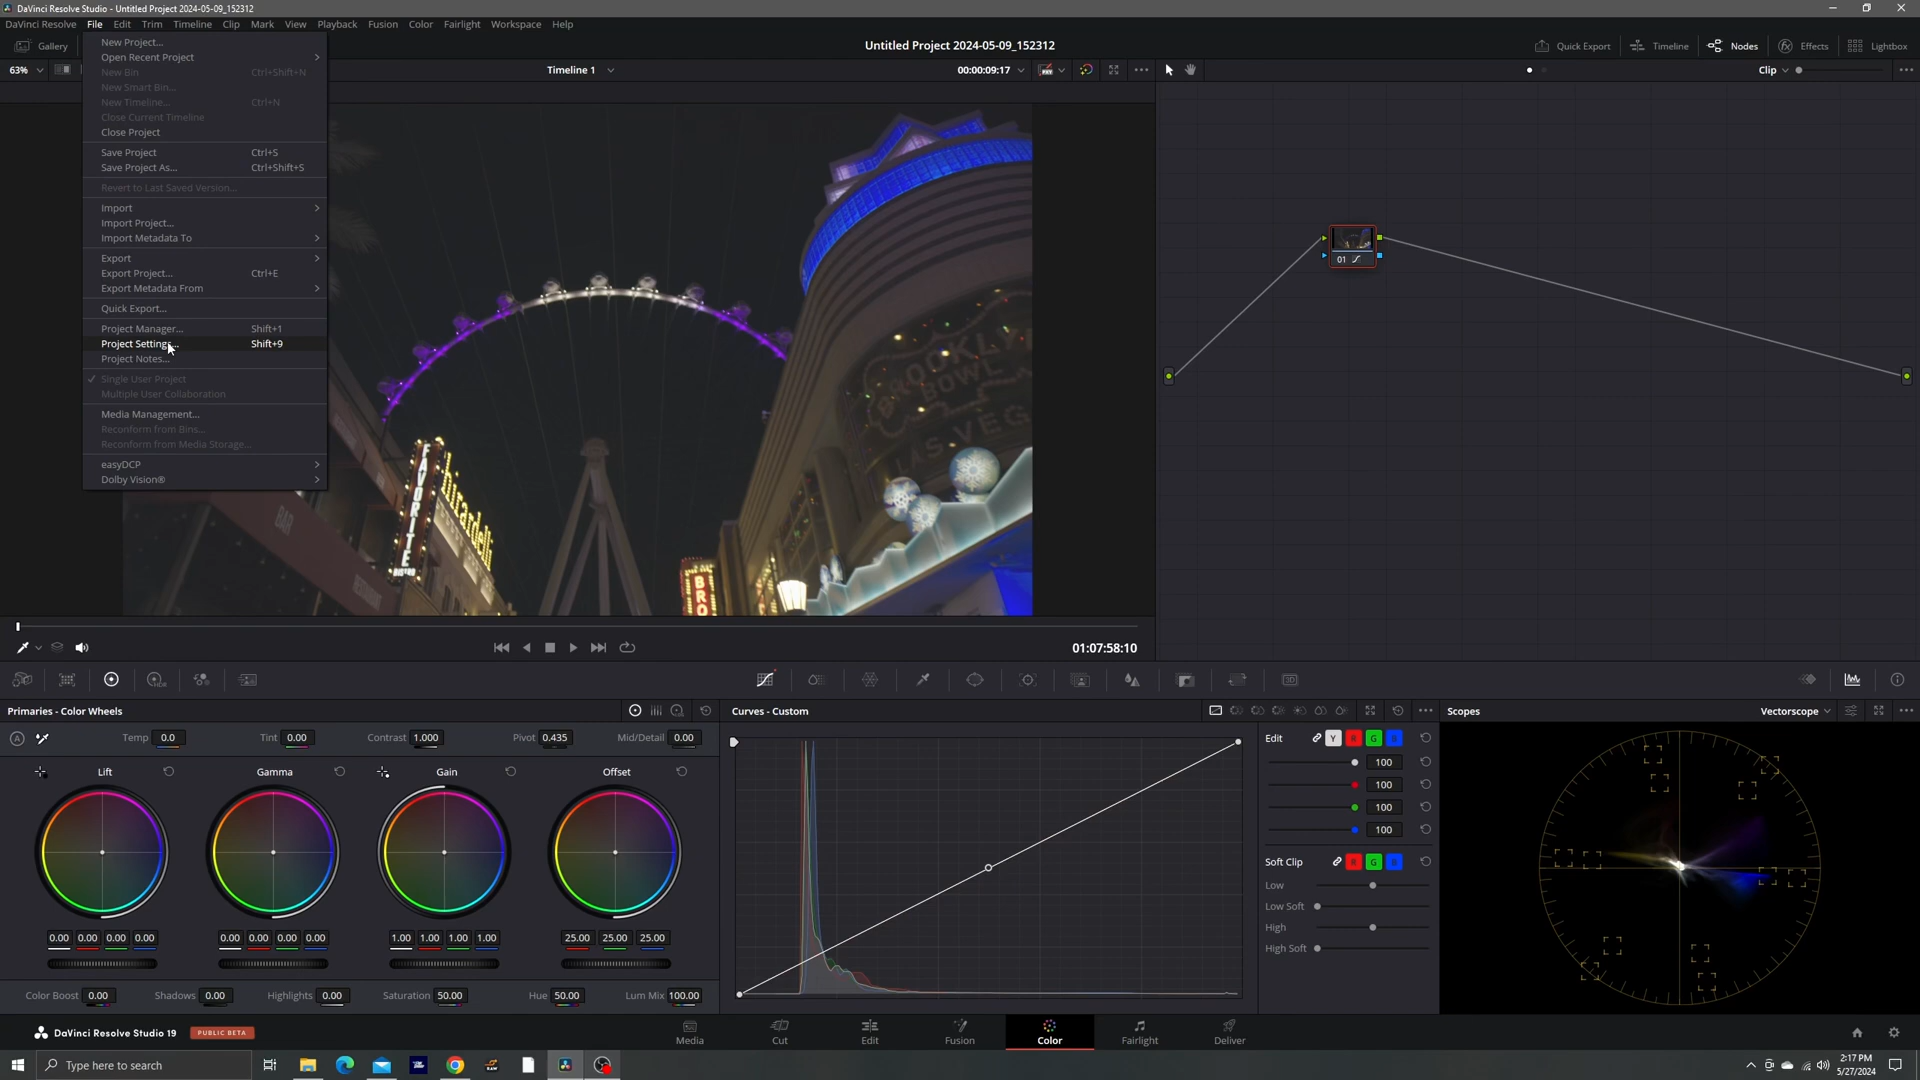 DaVinci Resolve Studio - Untitled Project 2024-05-09_152312
DaVinci Resolve File Edit Trim Timeline Clip Mark View Playback Fusion Color Fairlight Workspace Help
Gallery
Untitled Project 2024-05-09_152312
Quick Export Timeline Nodes Effects Lightbox
63%
Timeline 1
00:00:09:17
Clip
New Project...
Open Recent Project
New Bin Ctrl+Shift+N
New Smart Bin...
New Timeline... Ctrl+N
Close Current Timeline
Close Project
Save Project Ctrl+S
Save Project As... Ctrl+Shift+S
Revert to Last Saved Version...
Import
Import Project...
Import Metadata To
Export
Export Project... Ctrl+E
Export Metadata From
Quick Export...
Project Manager... Shift+1
Project Settings... Shift+9
Project Notes...
Single User Project
Multiple User Collaboration
Media Management...
Reconform from Bins...
Reconform from Media Storage...
easyDCP
Dolby Vision®
BROOKLYN
BOWL
LAS VEGAS
FAVORITE
BISTRO
hirardelli
BAR
RESTAURANT
BRO
01
01:07:58:10
Primaries - Color Wheels
Temp 0.0 Tint 0.00 Contrast 1.000 Pivot 0.435 Mid/Detail 0.00
Lift Gamma Gain Offset
0.00 0.00 0.00 0.00 0.00 0.00 0.00 0.00 1.00 1.00 1.00 1.00 25.00 25.00 25.00
Color Boost 0.00 Shadows 0.00 Highlights 0.00 Saturation 50.00 Hue 50.00 Lum Mix 100.00
Curves - Custom
Edit Y R G B
100
100
100
100
Soft Clip R G B
Low
Low Soft
High
High Soft
Scopes Vectorscope
DaVinci Resolve Studio 19 PUBLIC BETA
Media Cut Edit Fusion Color Fairlight Deliver
Type here to search
2:17 PM
5/27/2024